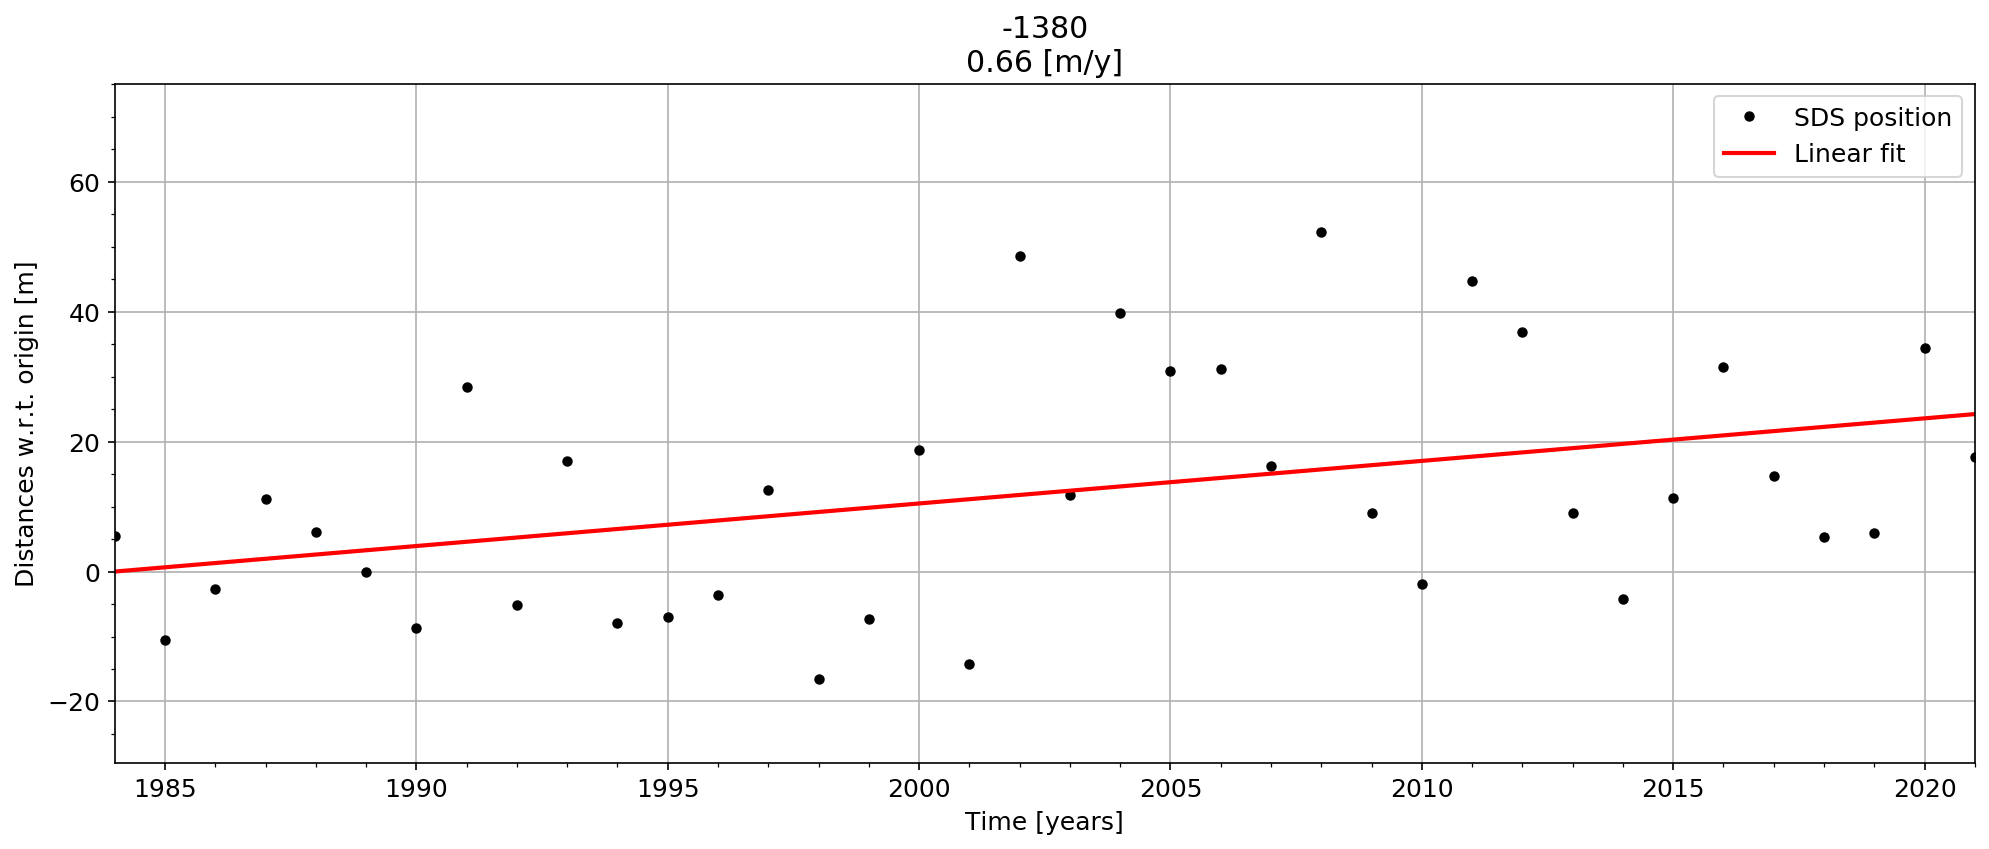 -1380
0.66 [m/y]
SDS position
Linear fit
Distances w.r.t. origin [m]
60
40
20
0
−20
1985 1990 1995 2000 2005 2010 2015 2020
Time [years]